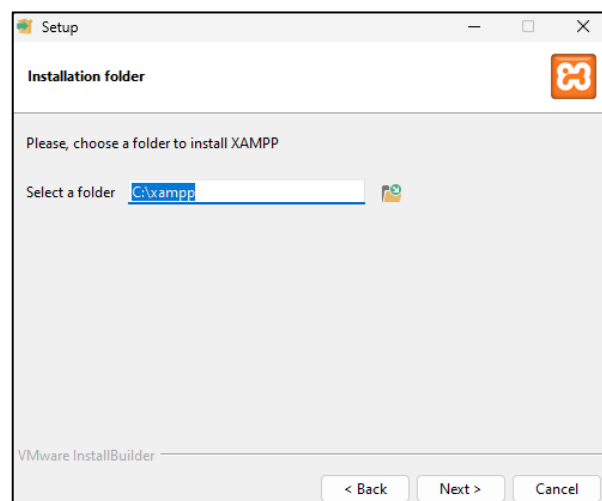 Setup
Installation folder
Please, choose a folder to install XAMPP
Select a folder C:\xampp
VMware InstallBuilder
< Back Next > Cancel